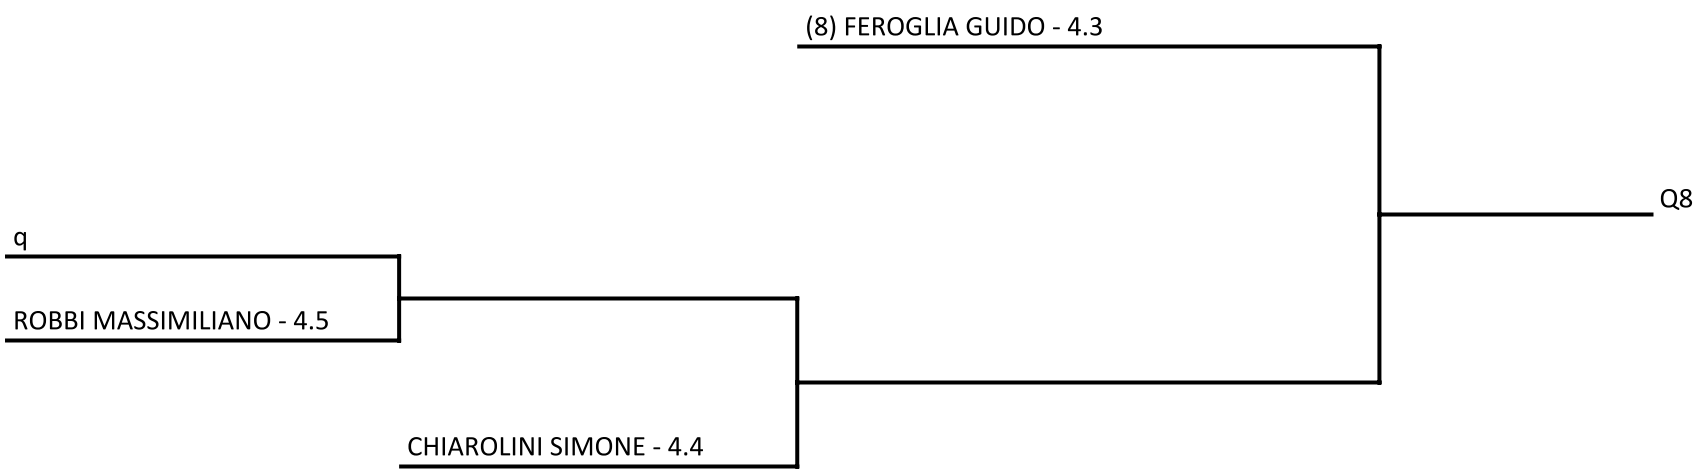 (8) FEROGLIA GUIDO - 4.3
Q8
q
ROBBI MASSIMILIANO - 4.5
CHIAROLINI SIMONE - 4.4